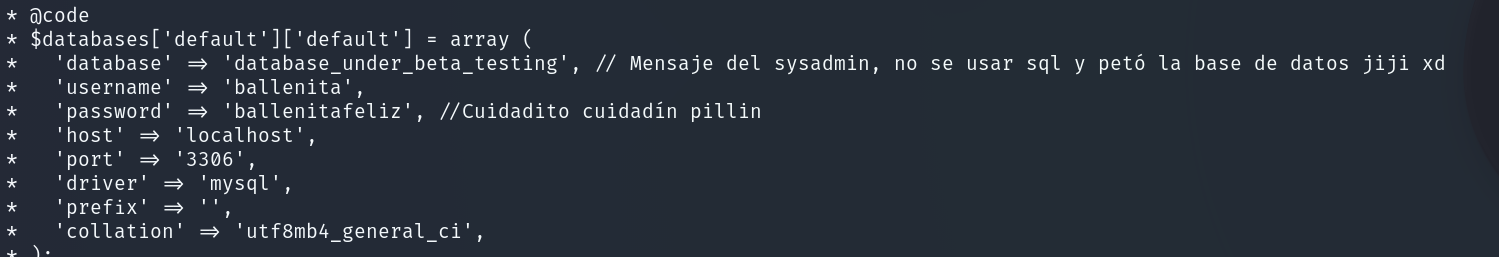 * @code
* $databases['default']['default'] = array (
*   'database' => 'database_under_beta_testing', // Mensaje del sysadmin, no se usar sql y petó la base de datos jiji xd
*   'username' => 'ballenita',
*   'password' => 'ballenitafeliz', //Cuidadito cuidadín pillin
*   'host' => 'localhost',
*   'port' => '3306',
*   'driver' => 'mysql',
*   'prefix' => '',
*   'collation' => 'utf8mb4_general_ci',
* );